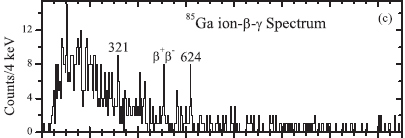 ⁸⁵Ga ion-β-γ Spectrum
(c)
321
β⁺β⁻
624
Counts/4 keV
12
8
4
0